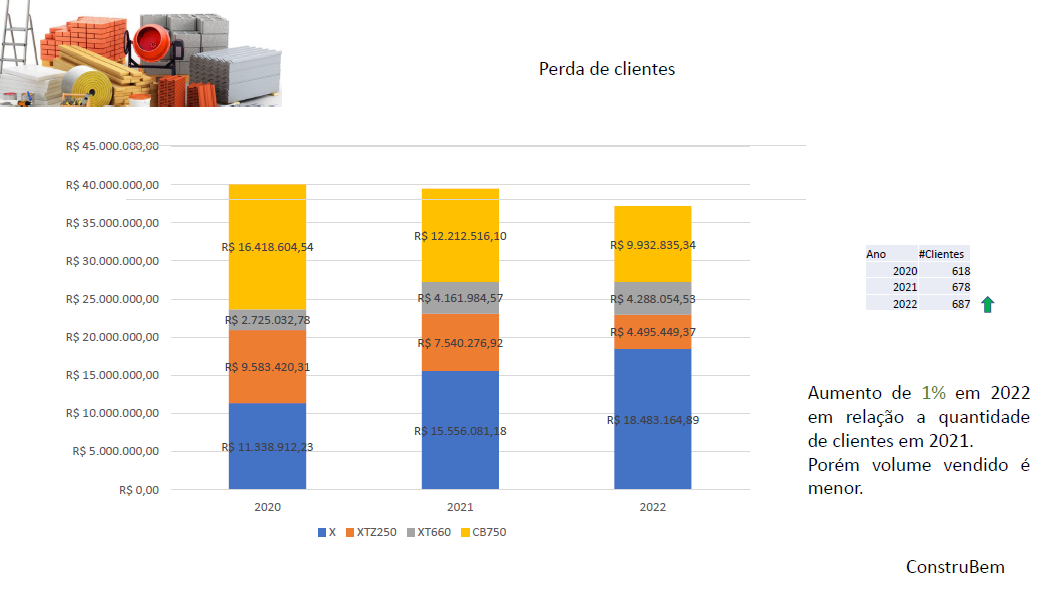 Perda de clientes
R$ 45.000.000,00
R$ 40.000.000,00
R$ 35.000.000,00
R$ 30.000.000,00
R$ 25.000.000,00
R$ 20.000.000,00
R$ 15.000.000,00
R$ 10.000.000,00
R$ 5.000.000,00
R$ 0,00
R$ 16.418.604,54
R$ 2.725.032,78
R$ 9.583.420,31
R$ 11.338.912,23
R$ 12.212.516,10
R$ 4.161.984,57
R$ 7.540.276,92
R$ 15.556.081,18
R$ 9.932.835,34
R$ 4.288.054,53
R$ 4.495.449,37
R$ 18.483.164,89
2020 2021 2022
X XTZ250 XT660 CB750
Ano #Clientes
2020 618
2021 678
2022 687
Aumento de 1% em 2022
em relação a quantidade
de clientes em 2021.
Porém volume vendido é
menor.
ConstruBem